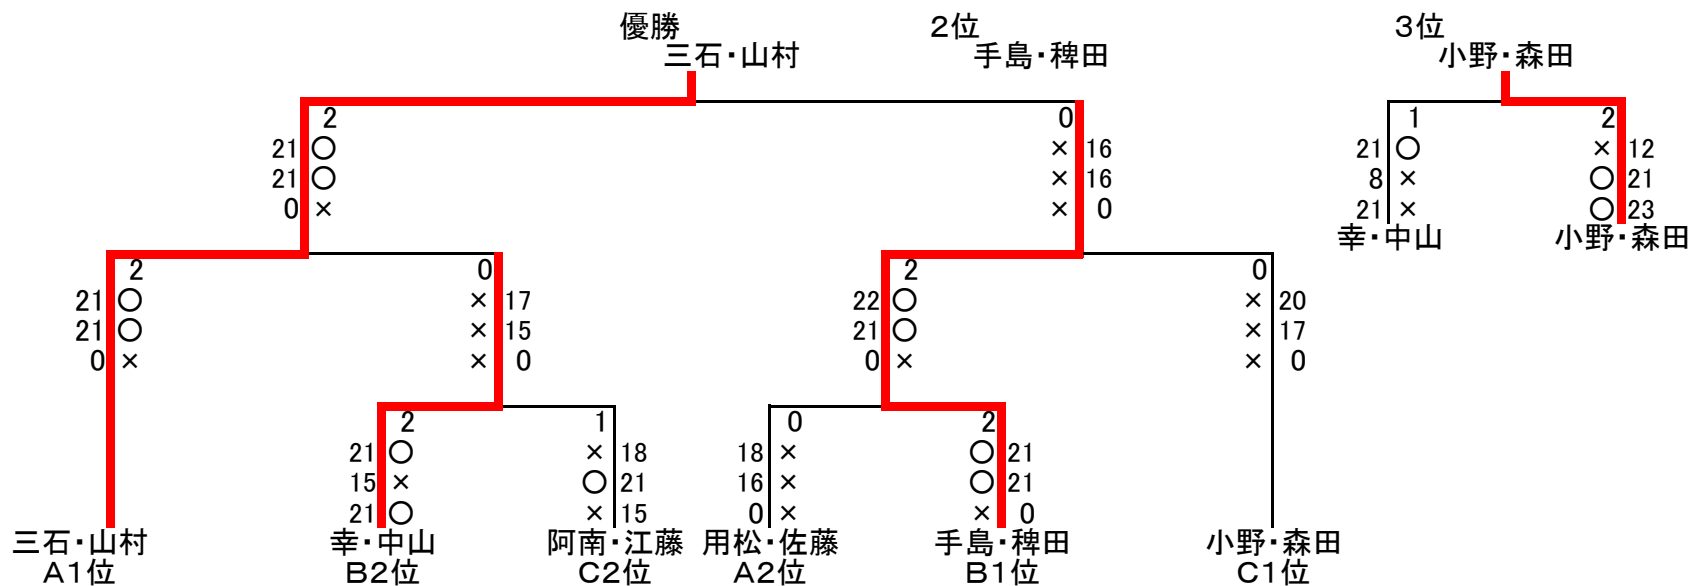 優勝 2位 3位
三石・山村 手島・稗田 小野・森田
2 0 1 2
21 ○ × 16 21 ○ × 12
21 ○ × 16 8 × ○ 21
0 × × 0 21 × ○ 23
幸・中山 小野・森田
2 0 2 0
21 ○ × 17 22 ○ × 20
21 ○ × 15 21 ○ × 17
0 × × 0 0 × × 0
2 1 0 2
21 ○ × 18 18 × ○ 21
15 × ○ 21 16 × ○ 21
21 ○ × 15 0 × × 0
三石・山村 幸・中山 阿南・江藤 用松・佐藤 手島・稗田 小野・森田
A1位 B2位 C2位 A2位 B1位 C1位